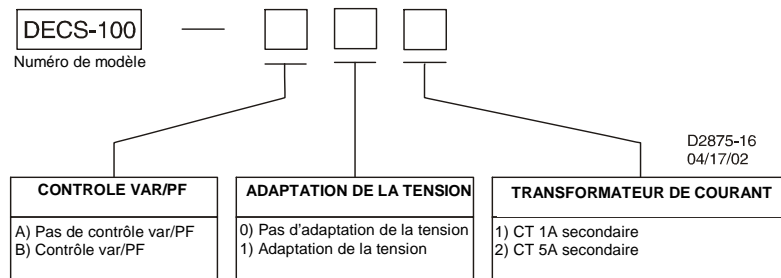 DECS-100
Numéro de modèle
D2875-16
04/17/02
CONTROLE VAR/PF
A) Pas de contrôle var/PF
B) Contrôle var/PF
ADAPTATION DE LA TENSION
0) Pas d'adaptation de la tension
1) Adaptation de la tension
TRANSFORMATEUR DE COURANT
1) CT 1A secondaire
2) CT 5A secondaire